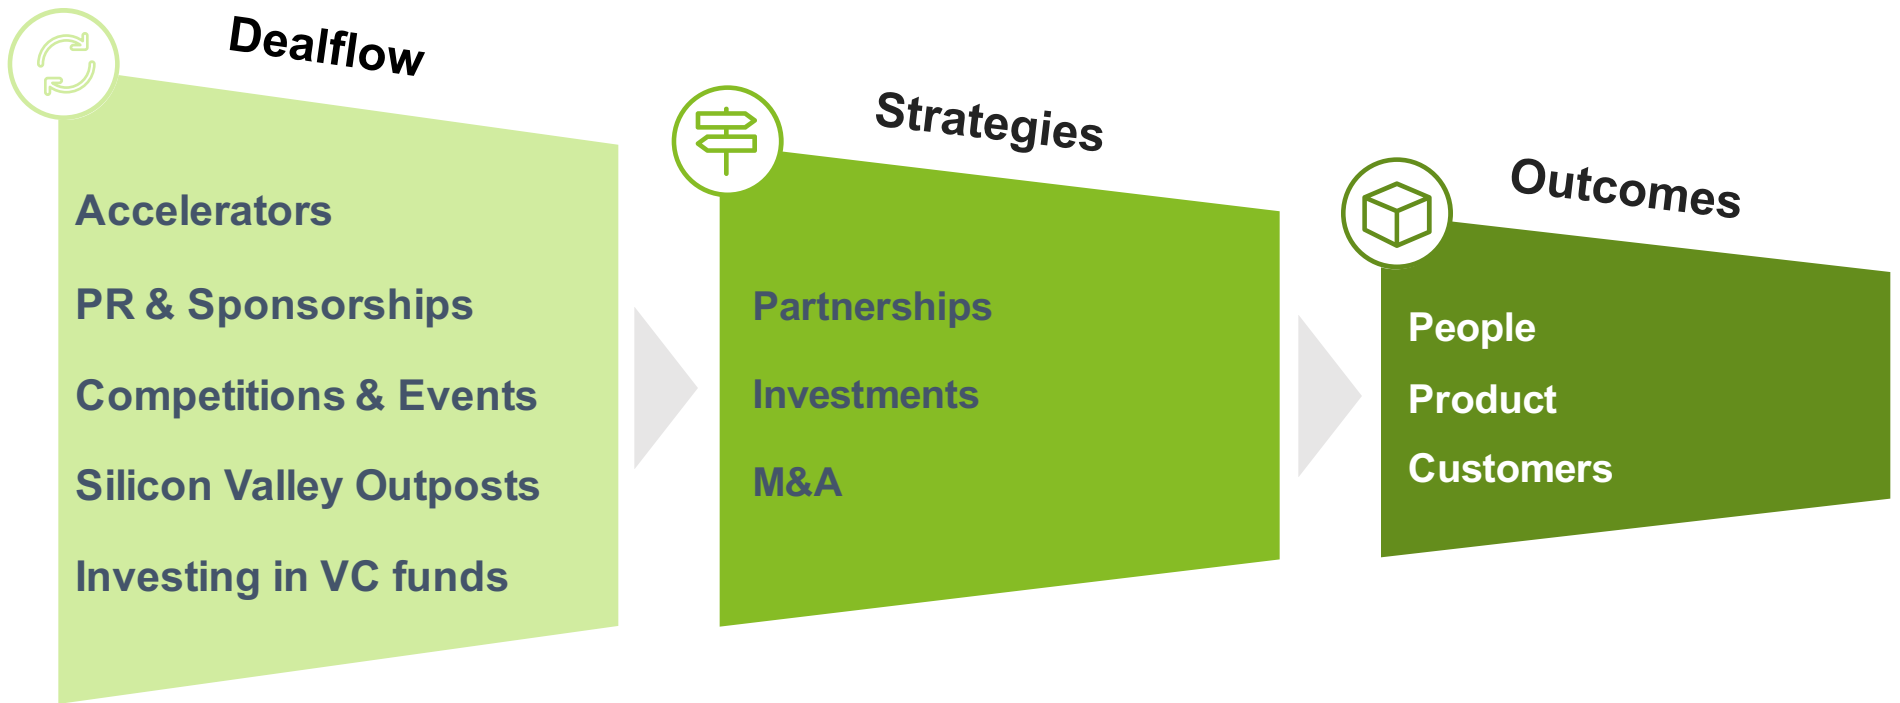 Dealflow
Accelerators
PR & Sponsorships
Competitions & Events
Silicon Valley Outposts
Investing in VC funds
Strategies
Partnerships
Investments
M&A
Outcomes
People
Product
Customers